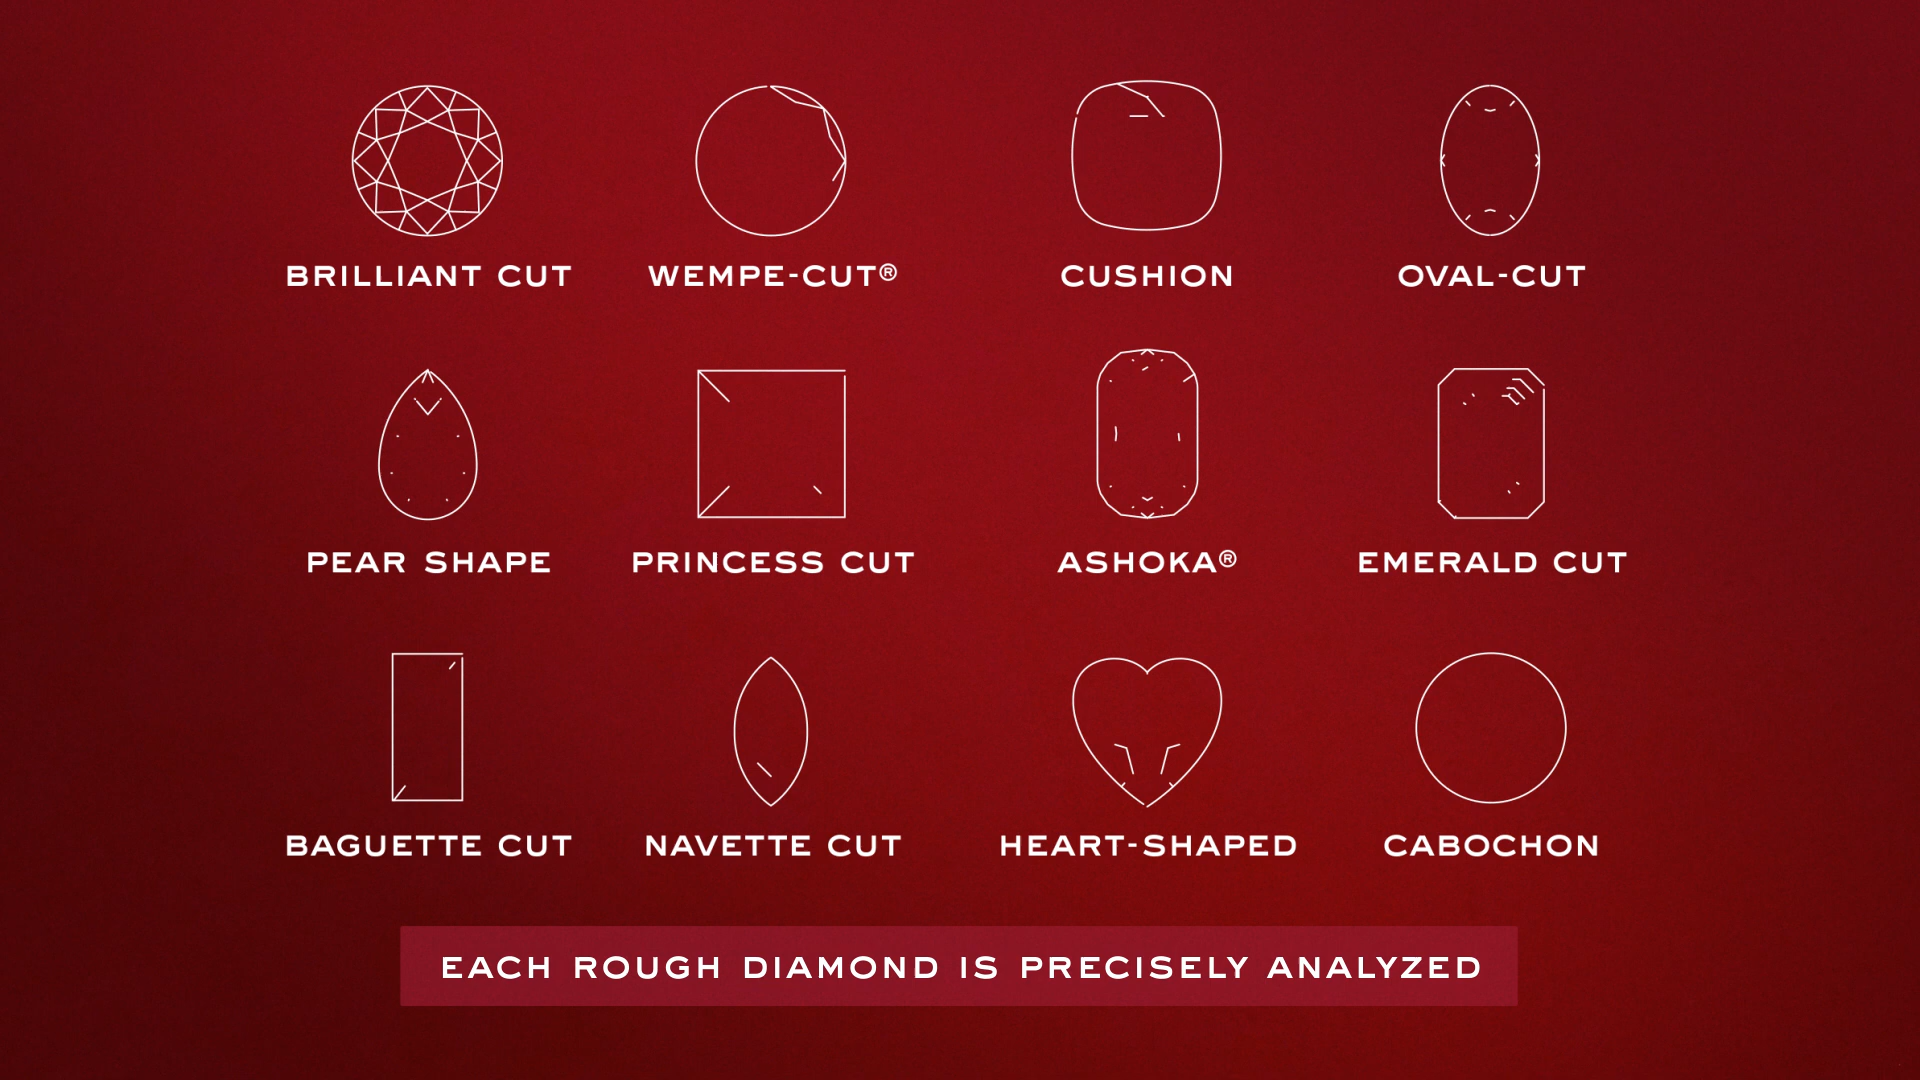 BRILLIANT CUT
WEMPE-CUT®
CUSHION
OVAL-CUT
PEAR SHAPE
PRINCESS CUT
ASHOKA®
EMERALD CUT
BAGUETTE CUT
NAVETTE CUT
HEART-SHAPED
CABOCHON
EACH ROUGH DIAMOND IS PRECISELY ANALYZED